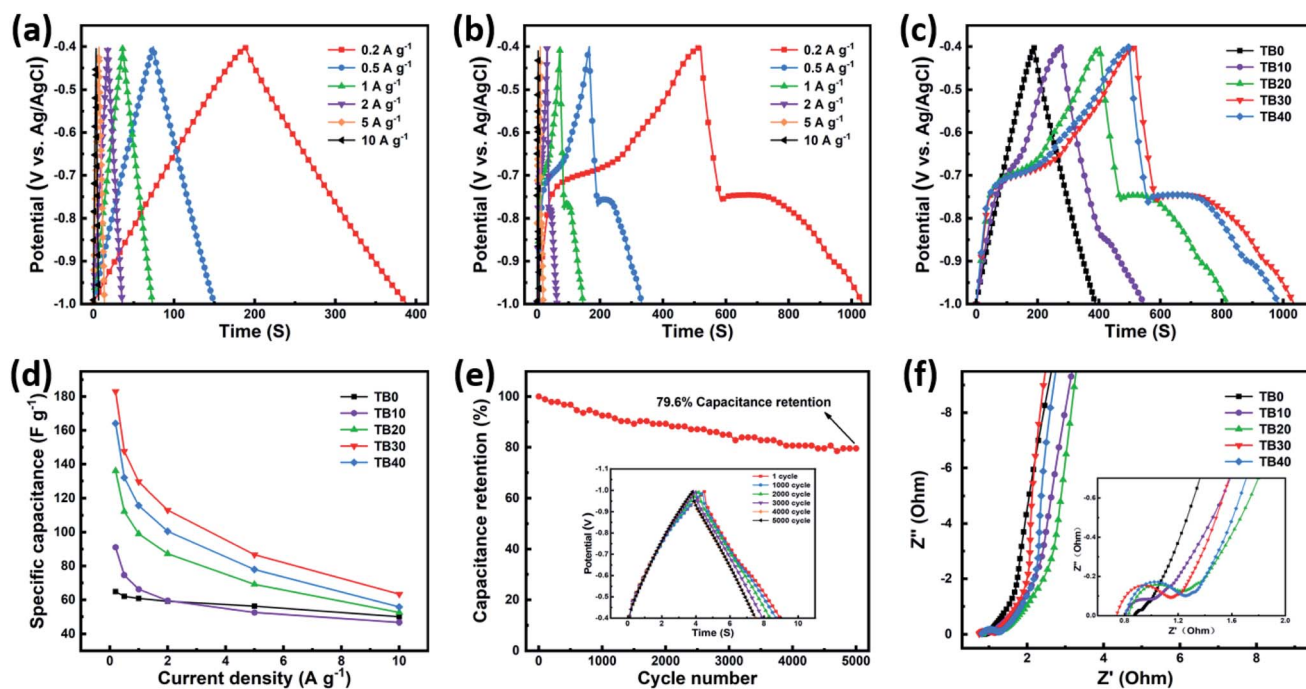 (a)
-0.4
-0.5
-0.6
-0.7
-0.8
-0.9
-1.0
Potential (V vs. Ag/AgCl)
0.2 A g⁻¹
0.5 A g⁻¹
1 A g⁻¹
2 A g⁻¹
5 A g⁻¹
10 A g⁻¹
0 100 200 300 400
Time (S)
(b)
-0.4
-0.5
-0.6
-0.7
-0.8
-0.9
-1.0
Potential (V vs. Ag/AgCl)
0.2 A g⁻¹
0.5 A g⁻¹
1 A g⁻¹
2 A g⁻¹
5 A g⁻¹
10 A g⁻¹
0 200 400 600 800 1000
Time (S)
(c)
-0.4
-0.5
-0.6
-0.7
-0.8
-0.9
-1.0
Potential (V vs. Ag/AgCl)
TB0
TB10
TB20
TB30
TB40
0 200 400 600 800 1000
Time (S)
(d)
180
160
140
120
100
80
60
40
Specific capacitance (F g⁻¹)
TB0
TB10
TB20
TB30
TB40
0 2 4 6 8 10
Current density (A g⁻¹)
(e)
100
80
60
40
20
0
Capacitance retention (%)
79.6% Capacitance retention
-1.0
-0.9
-0.8
-0.7
-0.6
-0.5
-0.4
Potential (V)
1 cycle
1000 cycle
2000 cycle
3000 cycle
4000 cycle
5000 cycle
0 2 4 6 8 10
Time (S)
0 1000 2000 3000 4000 5000
Cycle number
(f)
-8
-6
-4
-2
0
Z'' (Ohm)
TB0
TB10
TB20
TB30
TB40
-0.6
-0.4
-0.2
0.0
Z'' (Ohm)
0.8 1.2 1.6 2.0
Z' (Ohm)
2 4 6 8
Z' (Ohm)